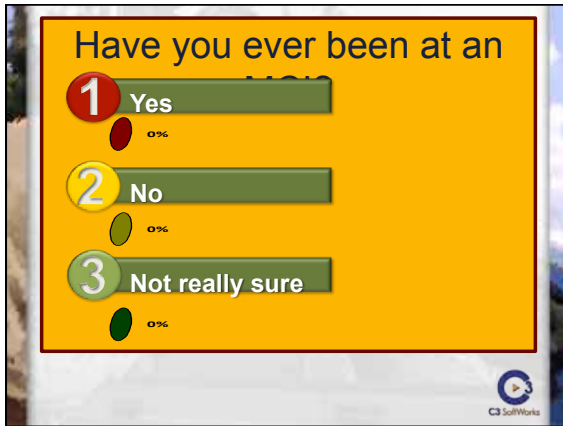 Have you ever been at an
1 Yes
0%
2 No
0%
3 Not really sure
0%
C3
C3 SoftWorks